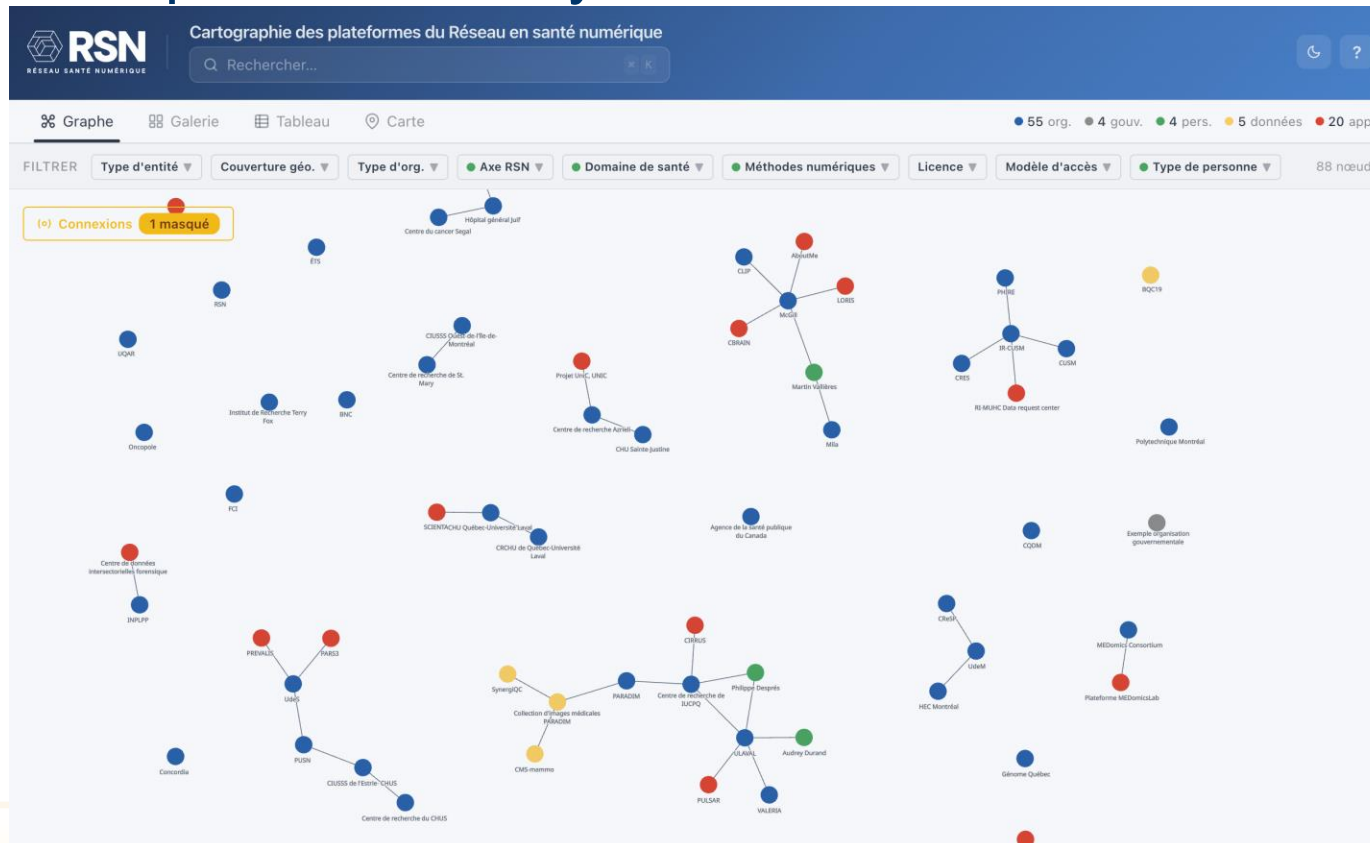 RSN
RÉSEAU SANTÉ NUMÉRIQUE
Cartographie des plateformes du Réseau en santé numérique
Rechercher...
⌘ K
?
Graphe
Galerie
Tableau
Carte
55 org.
4 gouv.
4 pers.
5 données
20 app
FILTRER
Type d'entité
Couverture géo.
Type d'org.
Axe RSN
Domaine de santé
Méthodes numériques
Licence
Modèle d'accès
Type de personne
88 nœud
Connexions
1 masqué
Hôpital général Juif
Centre du cancer Segal
ÉTS
RSN
AboutMe
CLIP
LORIS
McGill
CBRAIN
PHIRE
BQC19
IR-CUSM
CUSM
CRES
RI-MUHC Data request center
UQAR
CIUSSS Ouest-de-l'Île-de-
Montréal
Centre de recherche de St.
Mary
Projet UniC, UNIC
Martin Vallières
Mila
Institut de Recherche Terry
Fox
BNC
Centre de recherche Azrieli
CHU Sainte Justine
Polytechnique Montréal
Oncopole
FCI
SCIENTA
CHU Québec-Université Laval
CRCHU de Québec-Université
Laval
Agence de la santé publique
du Canada
CQDM
Exemple organisation
gouvernementale
Centre de données
intersectorielles forensique
INPLPP
PREVALIS
PARS3
UdeS
PUSN
CIUSSS de l'Estrie CHUS
Centre de recherche du CHUS
Concordia
CIRRUS
SynergiQC
Collection d'images médicales
PARADIM
PARADIM
Centre de recherche de
IUCPQ
Philippe Després
CMS-mammo
ULAVAL
Audrey Durand
PULSAR
VALERIA
CReSP
UdeM
HEC Montréal
MEDomics Consortium
Plateforme MEDomicsLab
Génome Québec